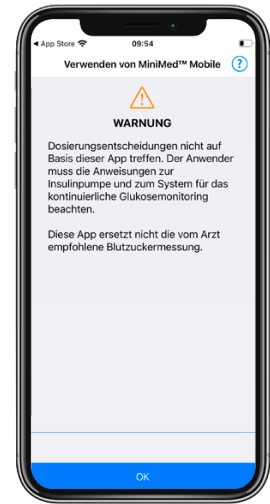 App Store 09:54
Verwenden von MiniMed™ Mobile ?
WARNUNG
Dosierungsentscheidungen nicht auf
Basis dieser App treffen. Der Anwender
muss die Anweisungen zur
Insulinpumpe und zum System für das
kontinuierliche Glukosemonitoring
beachten.
Diese App ersetzt nicht die vom Arzt
empfohlene Blutzuckermessung.
OK